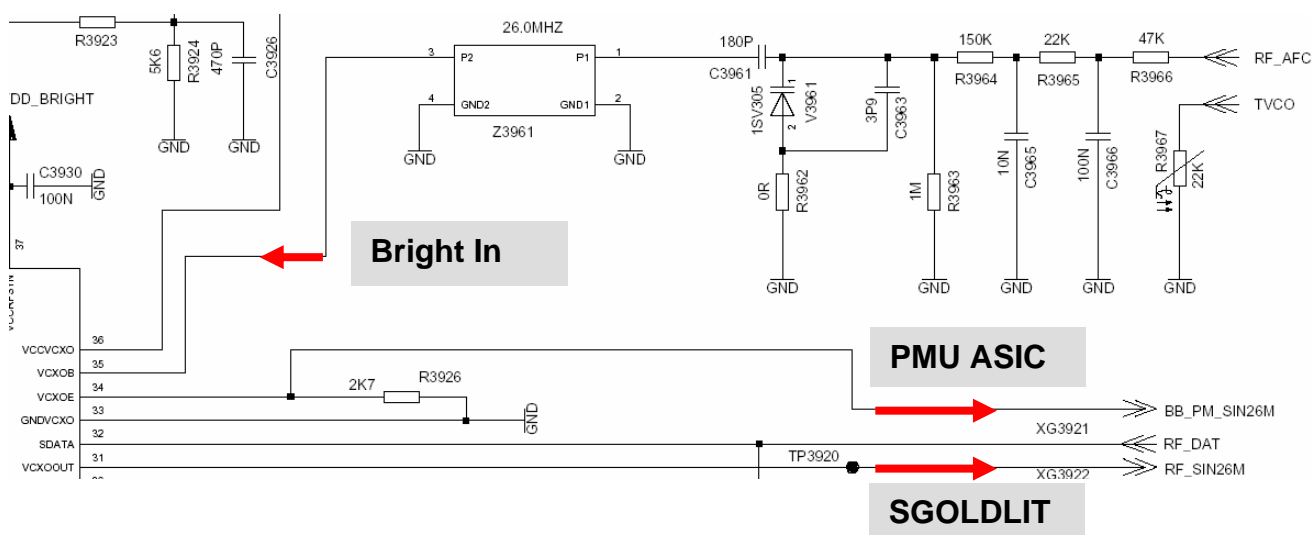 R3923
5K6
R3924
470P
C3926
DD_BRIGHT
GND
GND
C3930
100N
GND
37
26.0MHZ
3
P2
P1
1
4
GND2
GND1
2
Z3961
GND
GND
180P
C3961
1SV305
1
V3961
2
3P9
C3963
0R
R3962
GND
1M
R3963
GND
150K
R3964
10N
C3965
GND
22K
R3965
100N
C3966
GND
47K
R3966
RF_AFC
TVCO
R3967
22K
GND
Bright In
VCCVCXO
36
VCXOB
35
VCXOE
34
GNDVCXO
33
SDATA
32
VCXOOUT
31
2K7
R3926
GND
PMU ASIC
BB_PM_SIN26M
XG3921
RF_DAT
TP3920
XG3922
RF_SIN26M
SGOLDLIT